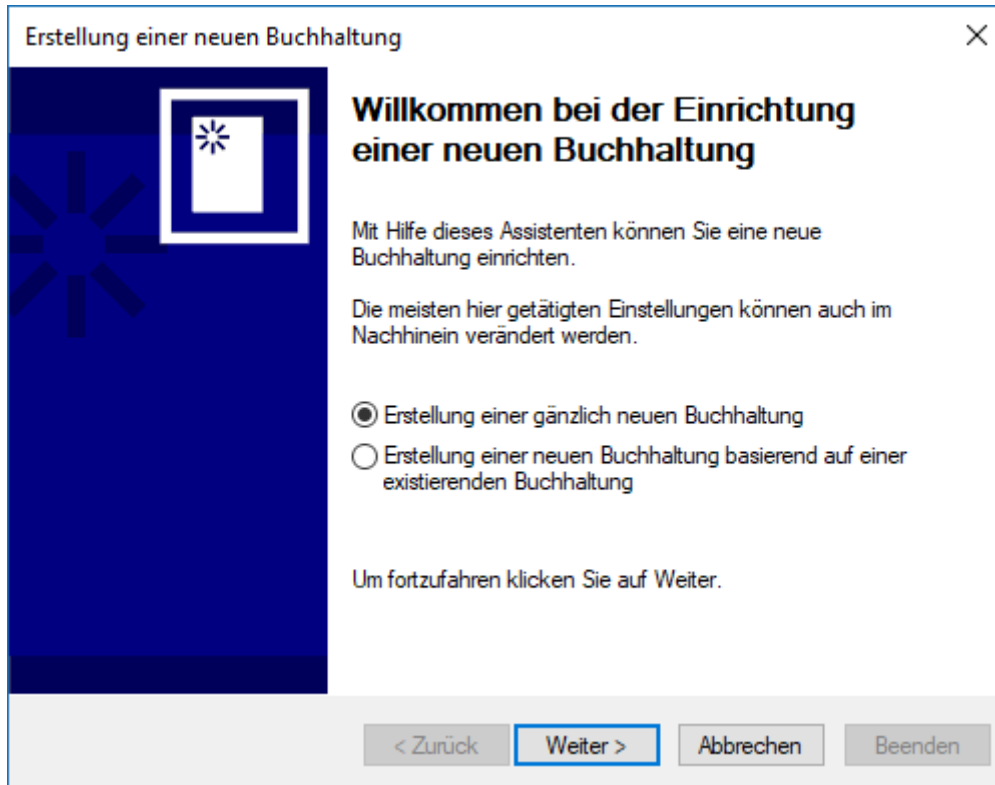 Erstellung einer neuen Buchhaltung
Willkommen bei der Einrichtung
einer neuen Buchhaltung
Mit Hilfe dieses Assistenten können Sie eine neue
Buchhaltung einrichten.
Die meisten hier getätigten Einstellungen können auch im
Nachhinein verändert werden.
Erstellung einer gänzlich neuen Buchhaltung
Erstellung einer neuen Buchhaltung basierend auf einer
existierenden Buchhaltung
Um fortzufahren klicken Sie auf Weiter.
< Zurück Weiter > Abbrechen Beenden